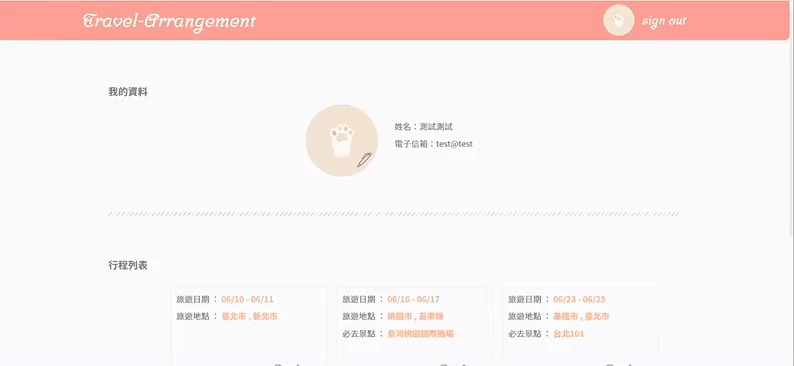 Travel-Arrangement
sign out
我的資料
姓名：測試測試
電子信箱：test@test
行程列表
旅遊日期 ： 06/10 - 06/11
旅遊地點 ： 臺北市 , 新北市
旅遊日期 ： 06/16 - 06/17
旅遊地點 ： 桃園市 , 苗栗縣
必去景點 ： 臺灣桃園國際機場
旅遊日期 ： 06/23 - 06/25
旅遊地點 ： 基隆市 , 臺北市
必去景點 ： 台北101